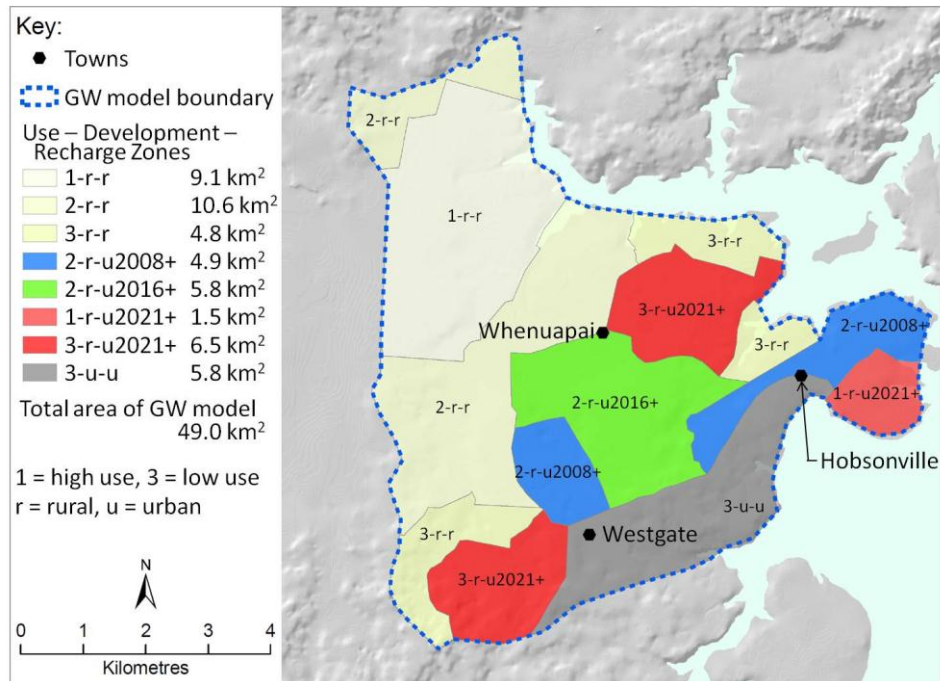 Key:
Towns
GW model boundary
Use – Development –
Recharge Zones
1-r-r 9.1 km²
2-r-r 10.6 km²
3-r-r 4.8 km²
2-r-u2008+ 4.9 km²
2-r-u2016+ 5.8 km²
1-r-u2021+ 1.5 km²
3-r-u2021+ 6.5 km²
3-u-u 5.8 km²
Total area of GW model
49.0 km²
1 = high use, 3 = low use
r = rural, u = urban
N
0 1 2 3 4
Kilometres
2-r-r
1-r-r
3-r-r
3-r-u2021+
Whenuapai
3-r-r
2-r-u2008+
2-r-r
2-r-u2016+
1-r-u2021+
Hobsonville
2-r-u2008+
3-u-u
Westgate
3-r-r
3-r-u2021+